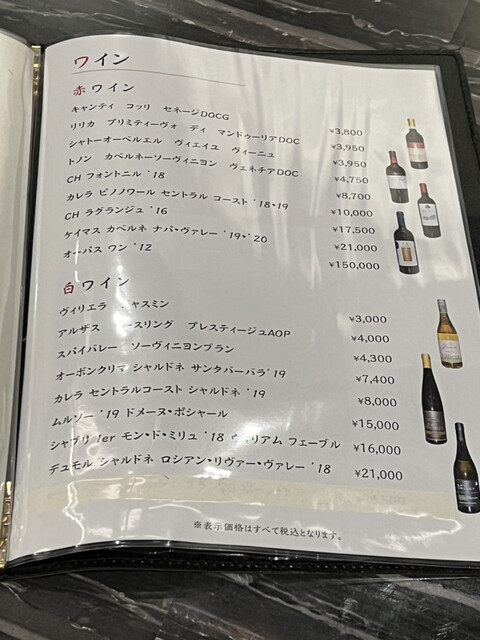 ワイン
赤ワイン
キャンティ コッリ セネージDOCG ¥3,800
リリカ プリミティーヴォ ディ マンドゥーリアDOC ¥3,950
シャトーオーベルエル ヴィエイユ ヴィーニュ ¥3,950
トノン カベルネーソーヴィニヨン ヴェネチアDOC ¥4,750
CH フォントニル '18 ¥8,700
カレラ ピノノワール セントラル コースト '18・19 ¥10,000
CH ラグランジュ '16 ¥17,500
ケイマス カベルネ ナパ・ヴァレー '19・'20 ¥21,000
オーパス ワン '12 ¥150,000
白ワイン
ヴィリエラ ャスミン ¥3,000
アルザス ースリング プレスティージュAOP ¥4,000
スパイバレー ソーヴィニヨンブラン ¥4,300
オーボンクリマ シャルドネ サンタバーバラ'19 ¥7,400
カレラ セントラルコースト シャルドネ '19 ¥8,000
ムルソー '19 ドメーヌ・ボシャール ¥15,000
シャブリ 1er モン・ド・ミリュ '18 ウィリアム フェーブル ¥16,000
デュモル シャルドネ ロシアン・リヴァー・ヴァレー '18 ¥21,000
※表示価格はすべて税込となります。